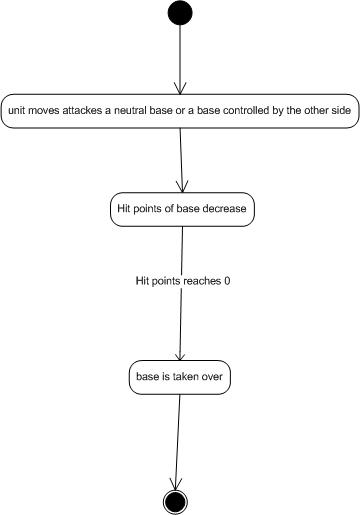 unit moves attackes a neutral base or a base controlled by the other side
Hit points of base decrease
Hit points reaches 0
base is taken over